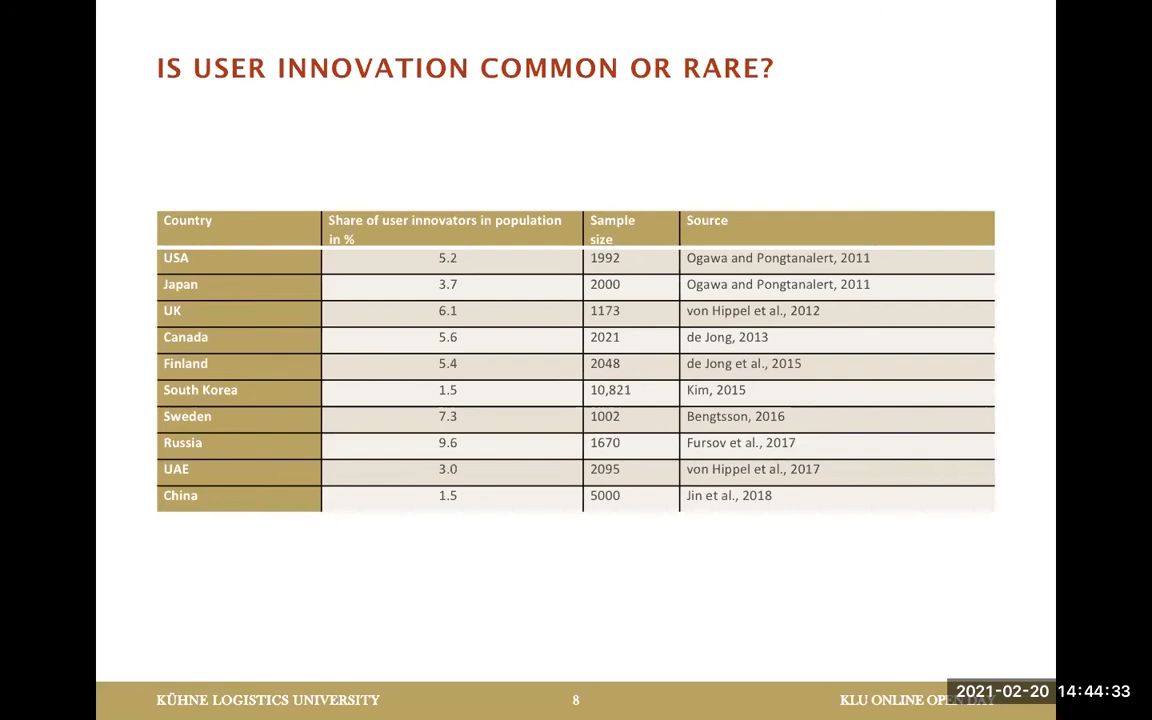 IS USER INNOVATION COMMON OR RARE?
Country Share of user innovators in population in % Sample size Source
USA 5.2 1992 Ogawa and Pongtanalert, 2011
Japan 3.7 2000 Ogawa and Pongtanalert, 2011
UK 6.1 1173 von Hippel et al., 2012
Canada 5.6 2021 de Jong, 2013
Finland 5.4 2048 de Jong et al., 2015
South Korea 1.5 10,821 Kim, 2015
Sweden 7.3 1002 Bengtsson, 2016
Russia 9.6 1670 Fursov et al., 2017
UAE 3.0 2095 von Hippel et al., 2017
China 1.5 5000 Jin et al., 2018
KÜHNE LOGISTICS UNIVERSITY 8 KLU ONLINE OPEN DAY
2021-02-20 14:44:33